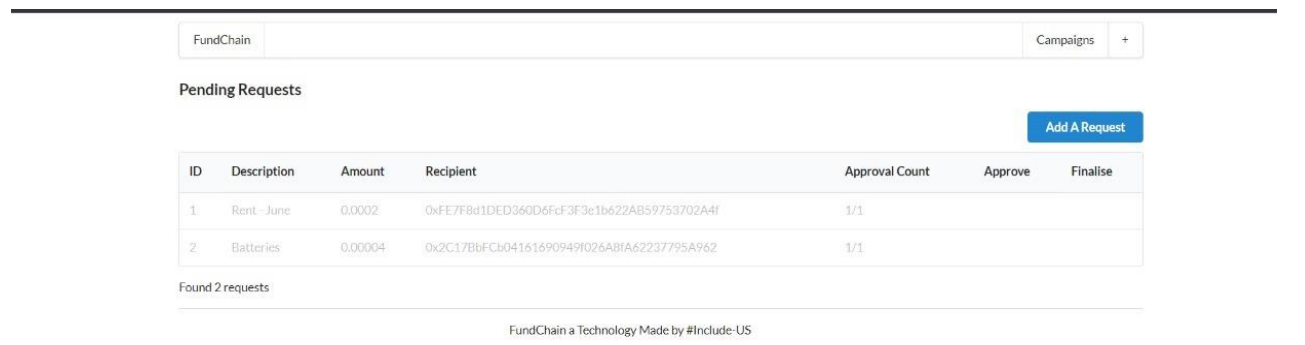 FundChain Campaigns +
Pending Requests
Add A Request
ID Description Amount Recipient Approval Count Approve Finalise
1 Rent - June 0.0002 0xFE7F8d1DED360D6FcF3F3e1b622AB59753702A4f 1/1
2 Batteries 0.00004 0x2C17BbFCb04161690949f026A8fA62237795A962 1/1
Found 2 requests
FundChain a Technology Made by #Include-US